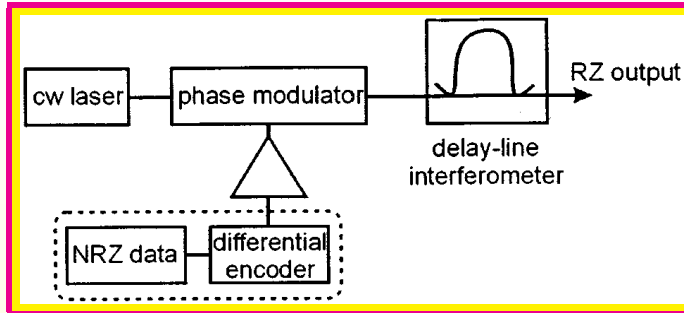 cw laser
phase modulator
RZ output
delay-line
interferometer
NRZ data
differential
encoder